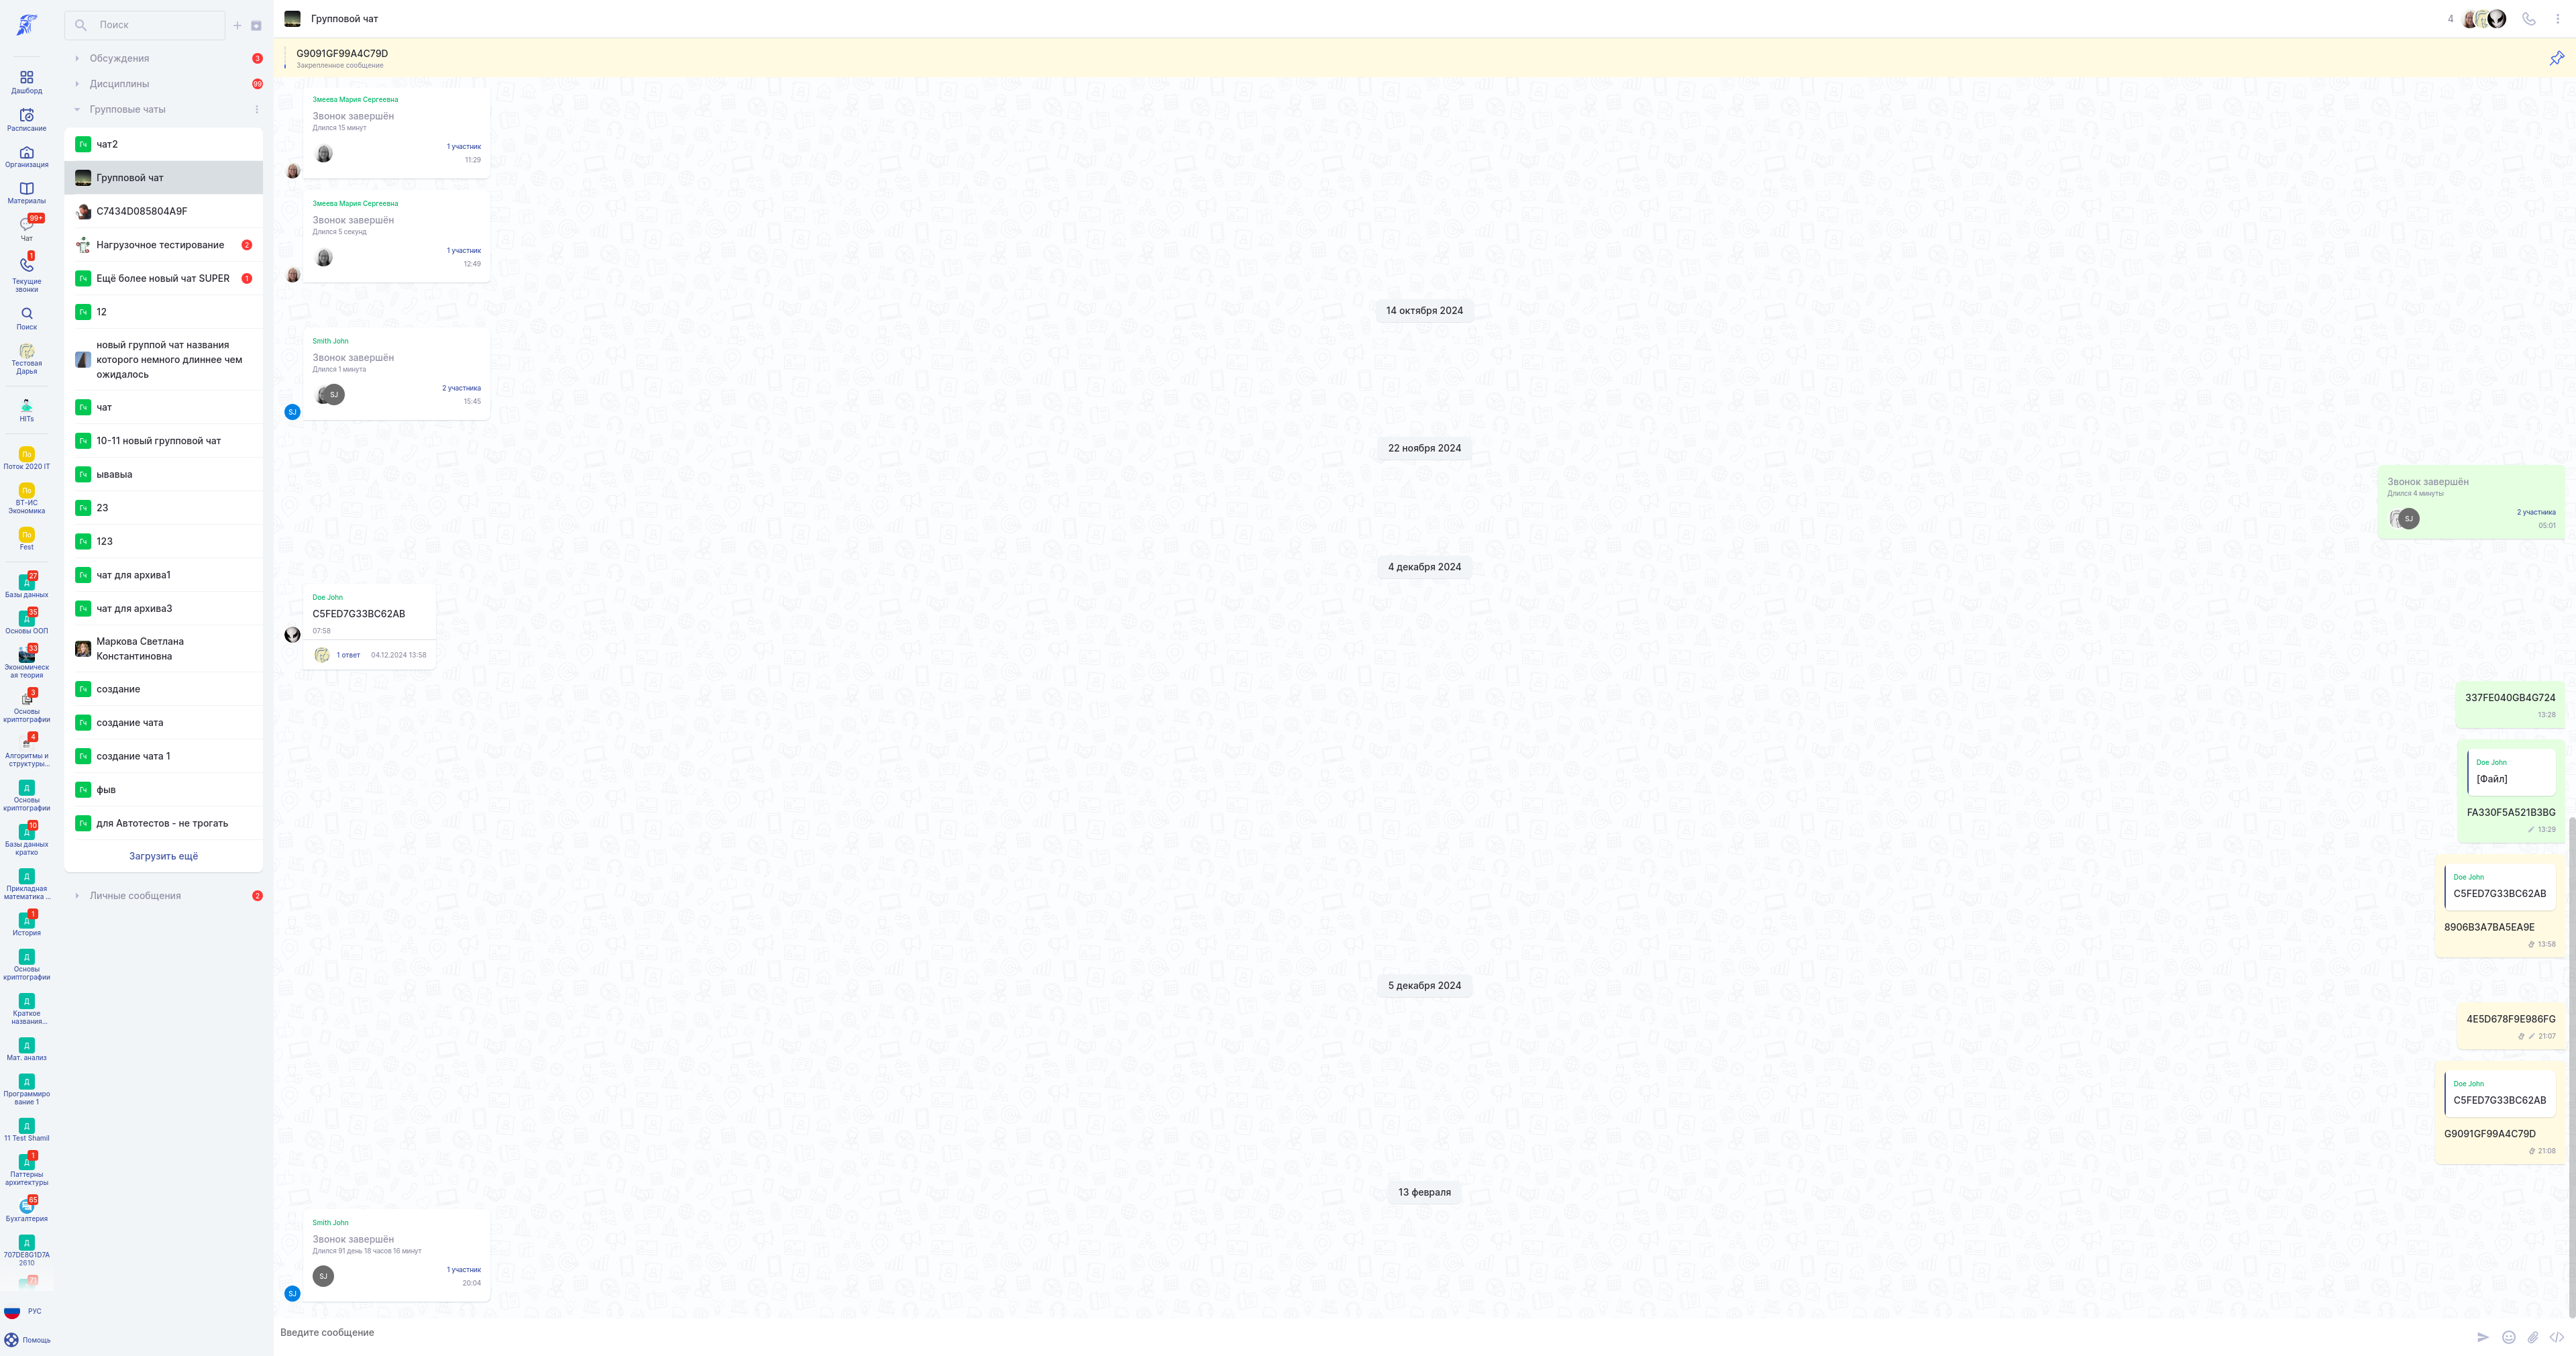 Дашборд
Расписание
Организация
Материалы
99+
Чат
1
Текущие
звонки
Поиск
Тестовая
Дарья
HITs
По
Поток 2020 IT
По
ВТ-ИС
Экономика
По
Fest
27
Д
Базы данных
35
Д
Основы ООП
33
Экономическ
ая теория
3
Основы
криптографии
4
Алгоритмы и
структуры...
Д
Основы
криптографии
10
Д
Базы данных
кратко
Д
Прикладная
математика ...
1
Д
История
Д
Основы
криптографии
Д
Краткое
названия...
Д
Мат. анализ
Д
Программиро
вание 1
Д
11 Test Shamil
1
Д
Паттерны
архитектуры
65
Бухгалтерия
Д
707DE8G1D7A
2610
РУС
Помощь
Поиск
Обсуждения 3
Дисциплины 99
Групповые чаты
Гч чат2
Групповой чат
C7434D085804A9F
Нагрузочное тестирование 2
Гч Ещё более новый чат SUPER 1
Гч 12
новый группой чат названия
которого немного длиннее чем
ожидалось
Гч чат
Гч 10-11 новый групповой чат
Гч ывавыа
Гч 23
Гч 123
Гч чат для архива1
Гч чат для архива3
Маркова Светлана
Константиновна
Гч создание
Гч создание чата
Гч создание чата 1
Гч фыв
Гч для Автотестов - не трогать
Загрузить ещё
Личные сообщения 2
Групповой чат
4
G9091GF99A4C79D
Закрепленное сообщение
Змеева Мария Сергеевна
Звонок завершён
Длился 15 минут
1 участник
11:29
Змеева Мария Сергеевна
Звонок завершён
Длился 5 секунд
1 участник
12:49
14 октября 2024
Smith John
Звонок завершён
Длился 1 минута
SJ
2 участника
15:45
SJ
22 ноября 2024
Звонок завершён
Длился 4 минуты
SJ
2 участника
05:01
4 декабря 2024
Doe John
C5FED7G33BC62AB
07:58
1 ответ 04.12.2024 13:58
337FE040GB4G724
13:28
Doe John
[Файл]
FA330F5A521B3BG
13:29
Doe John
C5FED7G33BC62AB
8906B3A7BA5EA9E
13:58
5 декабря 2024
4E5D678F9E986FG
21:07
Doe John
C5FED7G33BC62AB
G9091GF99A4C79D
21:08
13 февраля
Smith John
Звонок завершён
Длился 91 день 18 часов 16 минут
SJ
1 участник
20:04
SJ
Введите сообщение